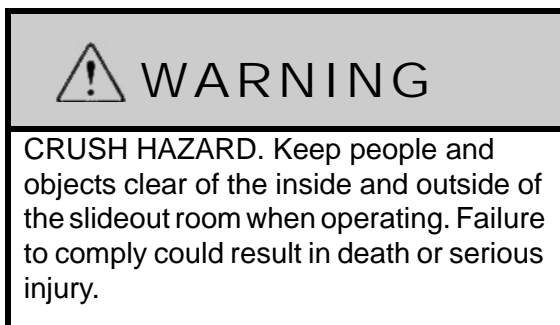 WARNING
CRUSH HAZARD. Keep people and
objects clear of the inside and outside of
the slideout room when operating. Failure
to comply could result in death or serious
injury.